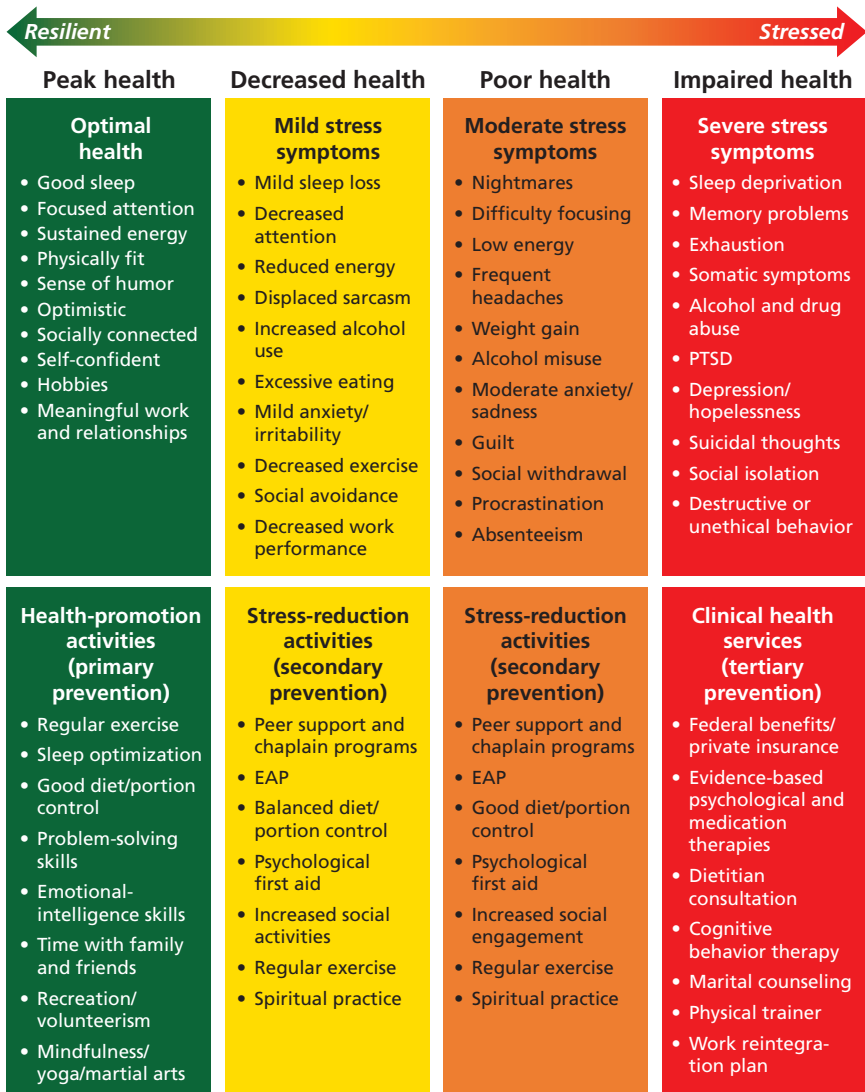 Resilient
Stressed
Peak health
Decreased health
Poor health
Impaired health
Optimal
health
• Good sleep
• Focused attention
• Sustained energy
• Physically fit
• Sense of humor
• Optimistic
• Socially connected
• Self-confident
• Hobbies
• Meaningful work
and relationships
Mild stress
symptoms
• Mild sleep loss
• Decreased
attention
• Reduced energy
• Displaced sarcasm
• Increased alcohol
use
• Excessive eating
• Mild anxiety/
irritability
• Decreased exercise
• Social avoidance
• Decreased work
performance
Moderate stress
symptoms
• Nightmares
• Difficulty focusing
• Low energy
• Frequent
headaches
• Weight gain
• Alcohol misuse
• Moderate anxiety/
sadness
• Guilt
• Social withdrawal
• Procrastination
• Absenteeism
Severe stress
symptoms
• Sleep deprivation
• Memory problems
• Exhaustion
• Somatic symptoms
• Alcohol and drug
abuse
• PTSD
• Depression/
hopelessness
• Suicidal thoughts
• Social isolation
• Destructive or
unethical behavior
Health-promotion
activities
(primary
prevention)
• Regular exercise
• Sleep optimization
• Good diet/portion
control
• Problem-solving
skills
• Emotional-
intelligence skills
• Time with family
and friends
• Recreation/
volunteerism
• Mindfulness/
yoga/martial arts
Stress-reduction
activities
(secondary
prevention)
• Peer support and
chaplain programs
• EAP
• Balanced diet/
portion control
• Psychological
first aid
• Increased social
activities
• Regular exercise
• Spiritual practice
Stress-reduction
activities
(secondary
prevention)
• Peer support and
chaplain programs
• EAP
• Good diet/portion
control
• Psychological
first aid
• Increased social
engagement
• Regular exercise
• Spiritual practice
Clinical health
services
(tertiary
prevention)
• Federal benefits/
private insurance
• Evidence-based
psychological and
medication
therapies
• Dietitian
consultation
• Cognitive
behavior therapy
• Marital counseling
• Physical trainer
• Work reintegra-
tion plan